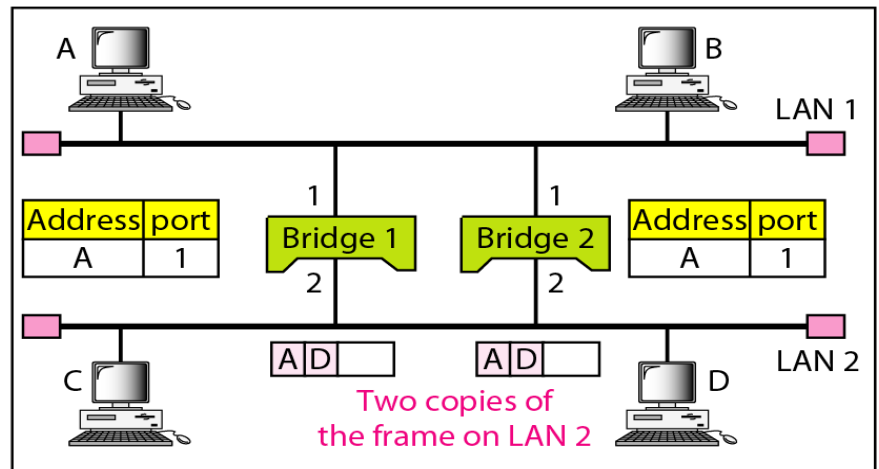 A
B
LAN 1
1
1
Address port
A 1
Bridge 1
Bridge 2
Address port
A 1
2
2
C
A D
A D
D
LAN 2
Two copies of
the frame on LAN 2